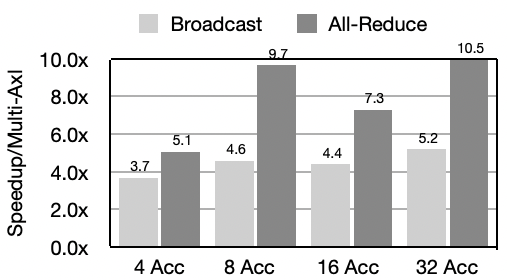 Broadcast All-Reduce
Speedup/Multi-Axl
10.0x
8.0x
6.0x
4.0x
2.0x
0.0x
3.7 5.1 4.6 9.7 4.4 7.3 5.2 10.5
4 Acc 8 Acc 16 Acc 32 Acc